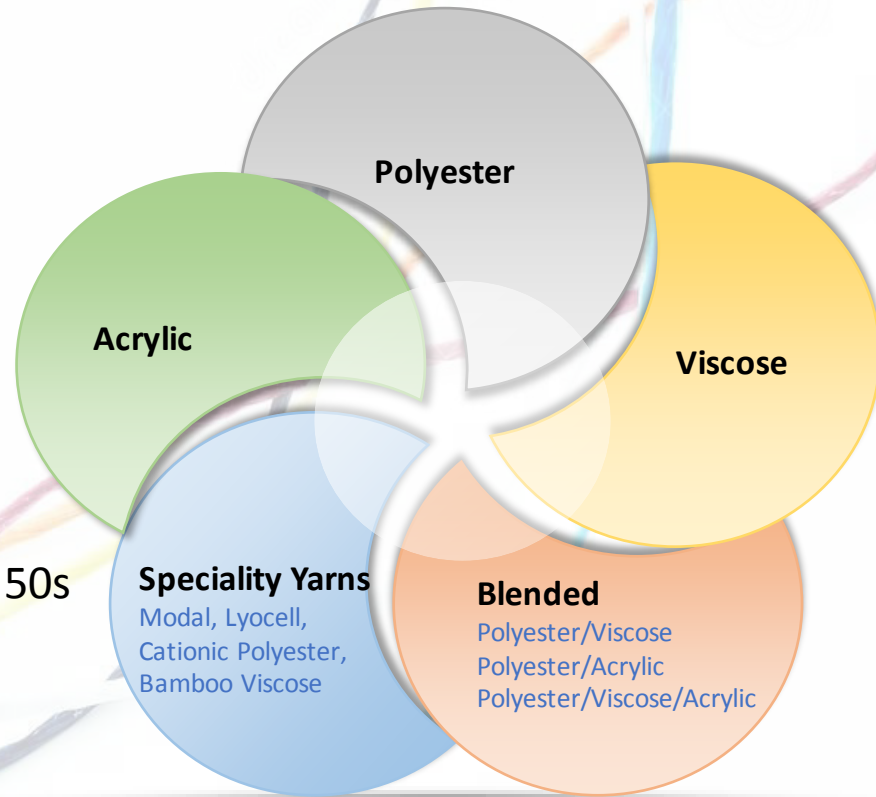 Polyester
Acrylic
Viscose
50s
Speciality Yarns
Modal, Lyocell,
Cationic Polyester,
Bamboo Viscose
Blended
Polyester/Viscose
Polyester/Acrylic
Polyester/Viscose/Acrylic